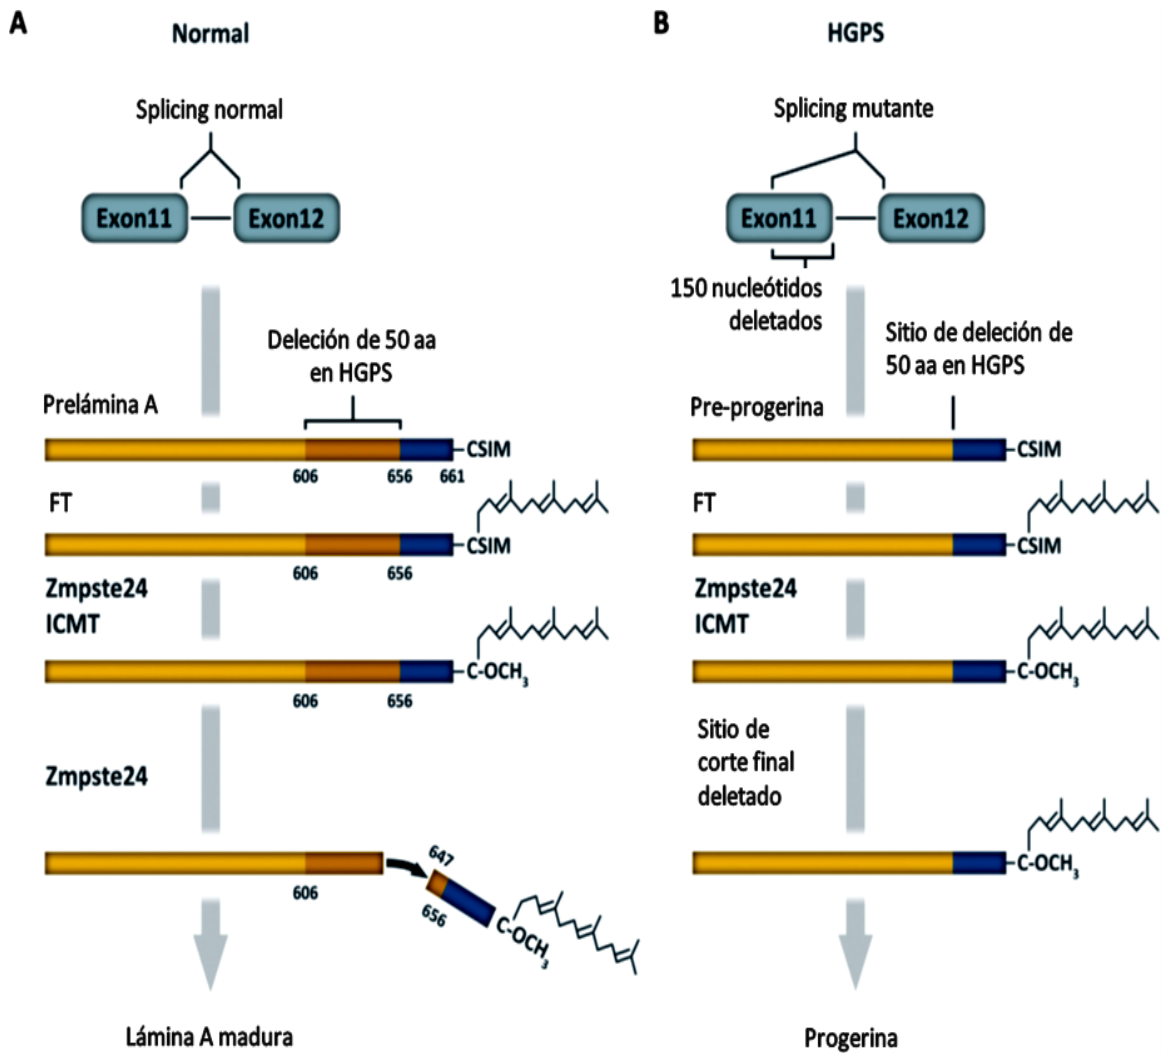 A
Normal
Splicing normal
Exon11
Exon12
Deleción de 50 aa
en HGPS
Prelámina A
CSIM
606
656
661
FT
CSIM
606
656
Zmpste24
ICMT
C-OCH3
606
656
Zmpste24
647
606
656
C-OCH3
Lámina A madura
B
HGPS
Splicing mutante
Exon11
Exon12
150 nucleótidos
deletados
Sitio de deleción de
50 aa en HGPS
Pre-progerina
CSIM
FT
CSIM
Zmpste24
ICMT
C-OCH3
Sitio de
corte final
deletado
C-OCH3
Progerina